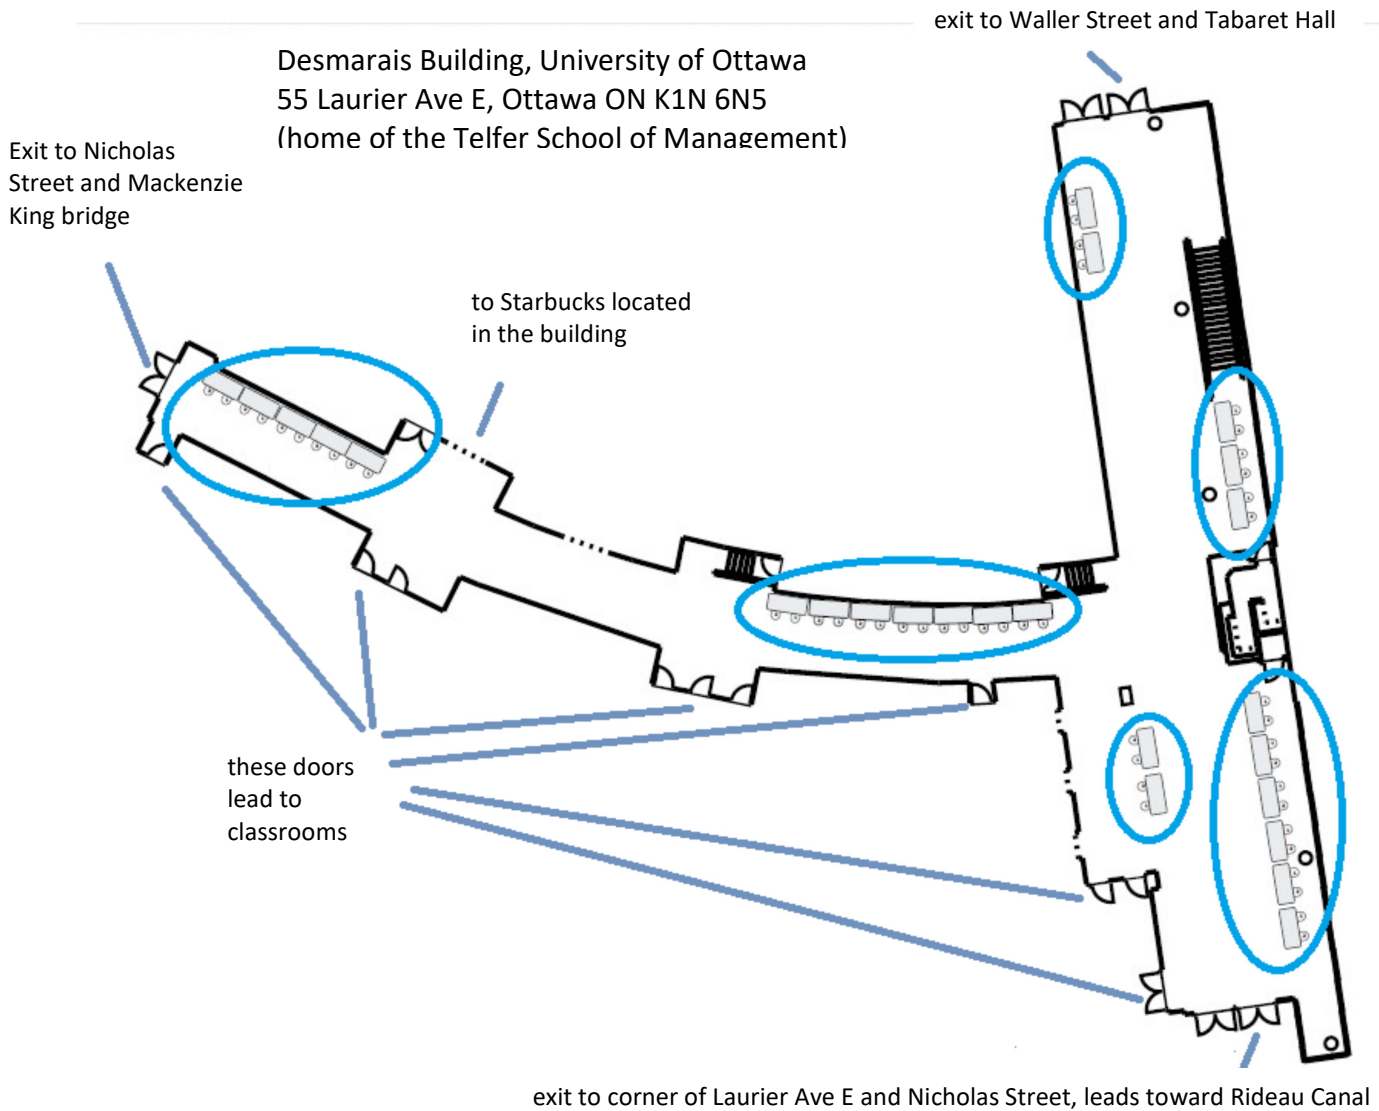 exit to Waller Street and Tabaret Hall
Desmarais Building, University of Ottawa
55 Laurier Ave E, Ottawa ON K1N 6N5
(home of the Telfer School of Management)
Exit to Nicholas
Street and Mackenzie
King bridge
to Starbucks located
in the building
these doors
lead to
classrooms
exit to corner of Laurier Ave E and Nicholas Street, leads toward Rideau Canal